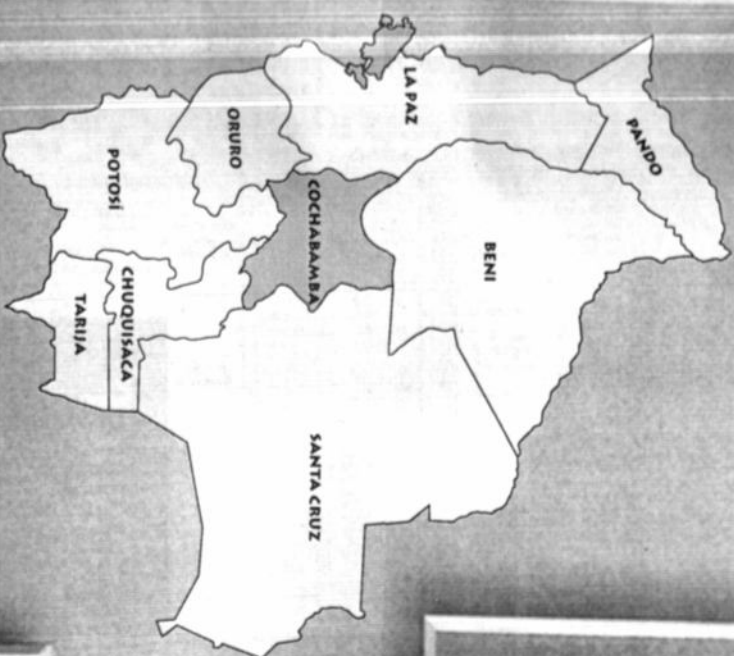 PANDO
LA PAZ
BENI
ORURO
COCHABAMBA
SANTA CRUZ
POTOSÍ
CHUQUISACA
TARIJA